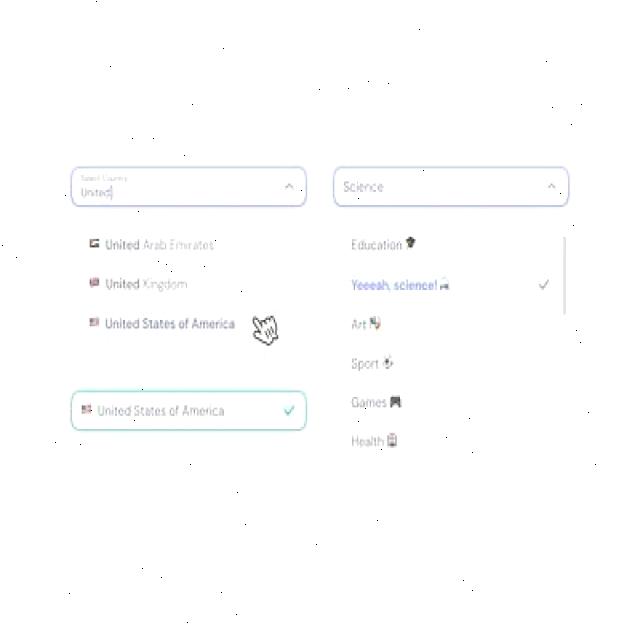 Select Country
United
United Arab Emirates
United Kingdom
United States of America
United States of America
Science
Education
Yeeeah, science!
Art
Sport
Games
Health